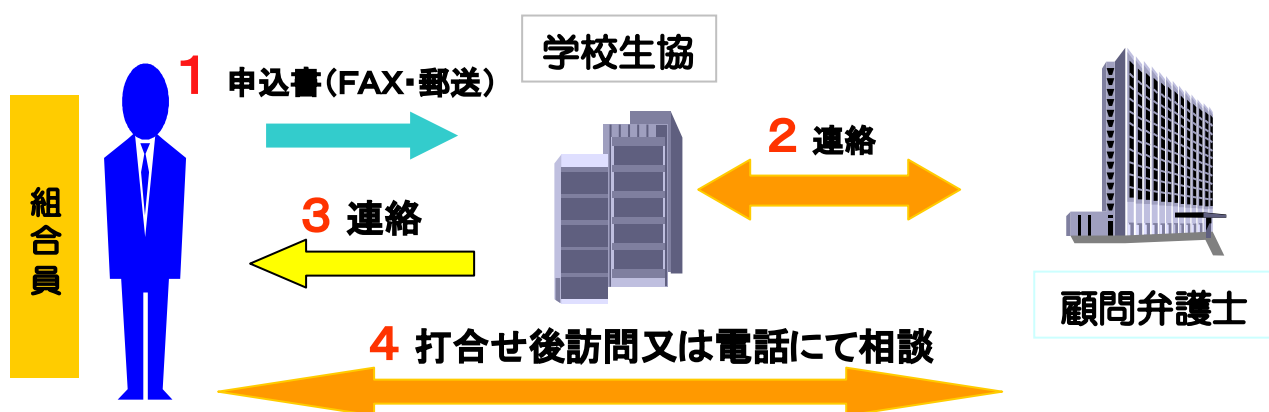 学校生協
1 申込書(FAX・郵送)
2 連絡
組合員
3 連絡
顧問弁護士
4 打合せ後訪問又は電話にて相談